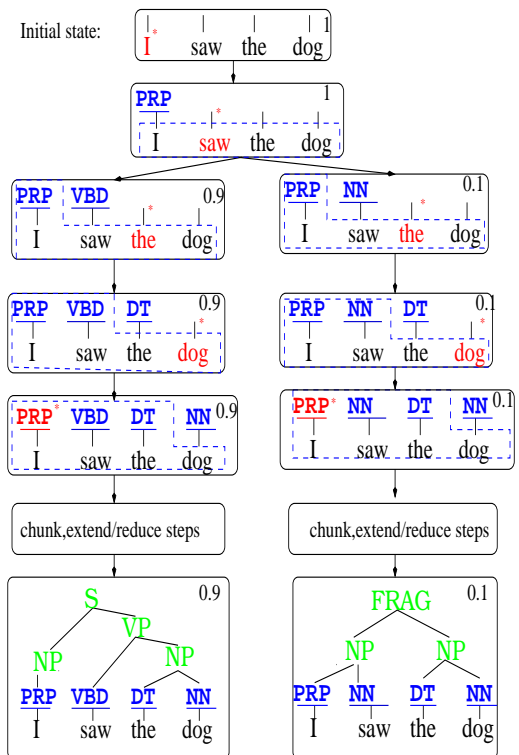 Initial state:
1
I* saw the dog
PRP 1
* 
I saw the dog
PRP VBD * 0.9
I saw the dog
PRP NN * 0.1
I saw the dog
PRP VBD DT * 0.9
I saw the dog
PRP NN DT * 0.1
I saw the dog
PRP* VBD DT NN 0.9
I saw the dog
PRP* NN DT NN 0.1
I saw the dog
chunk,extend/reduce steps
chunk,extend/reduce steps
0.9
S
VP
NP NP
PRP VBD DT NN
I saw the dog
0.1
FRAG
NP NP
PRP NN DT NN
I saw the dog